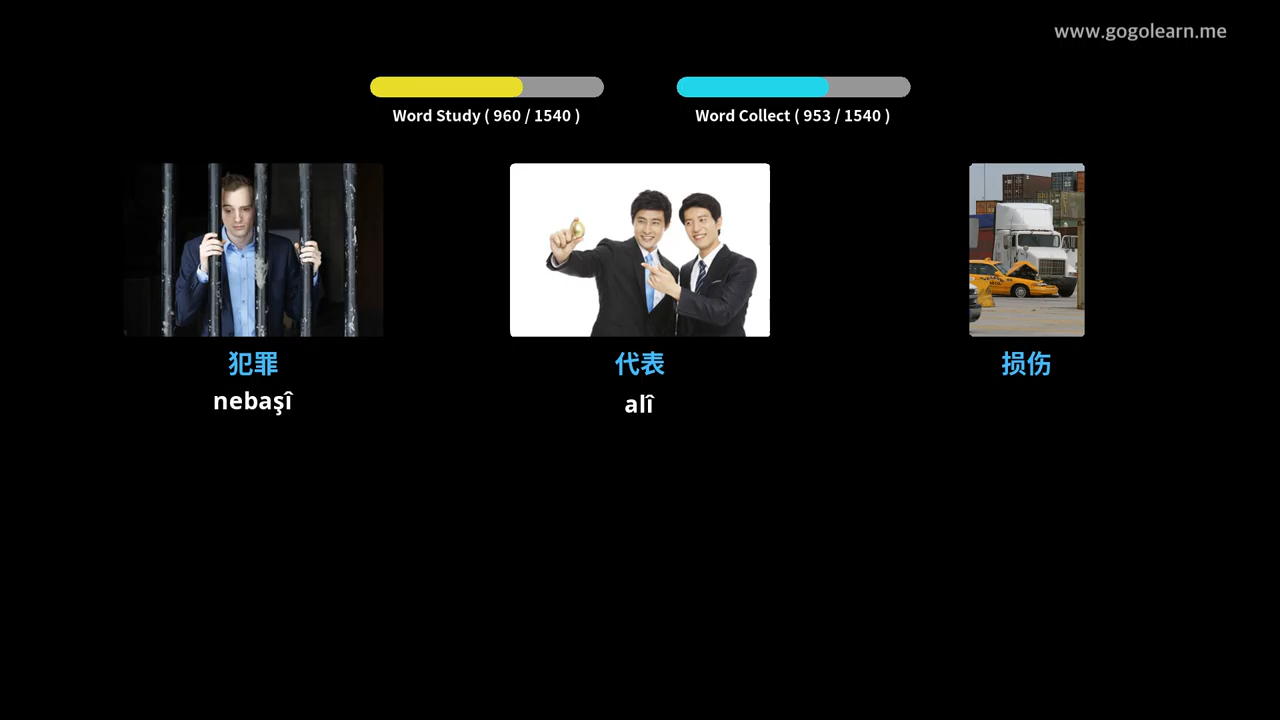 www.gogolearn.me
Word Study ( 960 / 1540 )
Word Collect ( 953 / 1540 )
犯罪
代表
损伤
nebaşî
alî